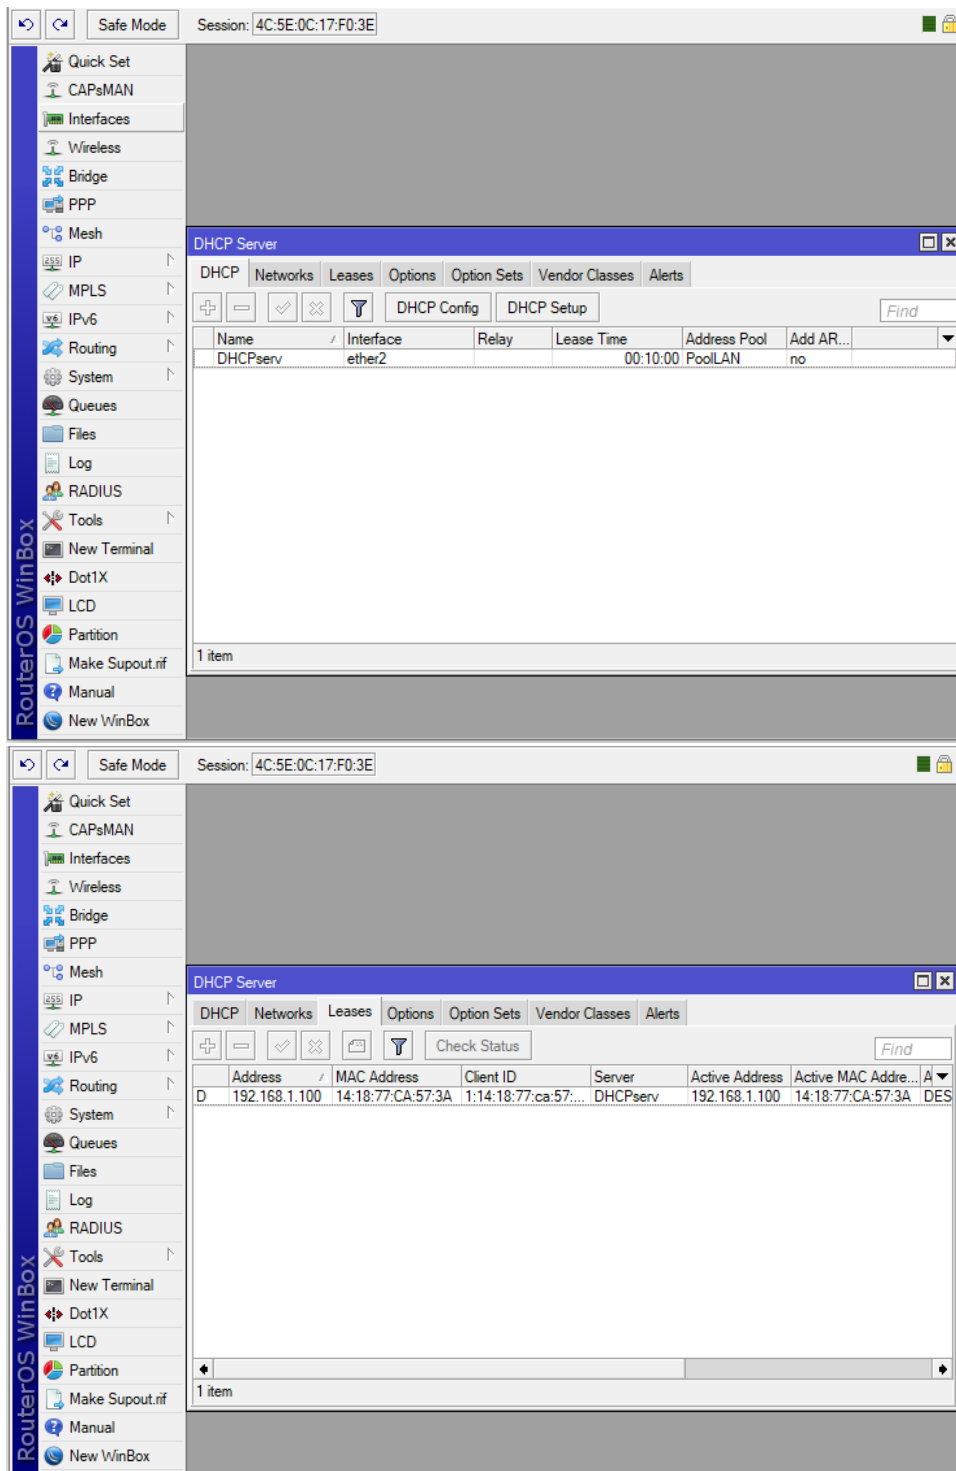 Safe Mode Session: 4C:5E:0C:17:F0:3E
Quick Set
CAPsMAN
Interfaces
Wireless
Bridge
PPP
Mesh
IP
MPLS
IPv6
Routing
System
Queues
Files
Log
RADIUS
Tools
New Terminal
Dot1X
LCD
Partition
Make Supout.rif
Manual
New WinBox
RouterOS WinBox
DHCP Server
DHCP Networks Leases Options Option Sets Vendor Classes Alerts
DHCP Config DHCP Setup Find
Name Interface Relay Lease Time Address Pool Add AR...
DHCPserv ether2 00:10:00 PoolLAN no
1 item
Safe Mode Session: 4C:5E:0C:17:F0:3E
Quick Set
CAPsMAN
Interfaces
Wireless
Bridge
PPP
Mesh
255 IP
MPLS
v6 IPv6
Routing
System
Queues
Files
Log
RADIUS
Tools
New Terminal
Dot1X
LCD
Partition
Make Supout.rif
Manual
New WinBox
RouterOS WinBox
DHCP Server
DHCP Networks Leases Options Option Sets Vendor Classes Alerts
Check Status Find
Address MAC Address Client ID Server Active Address Active MAC Addre... A
D 192.168.1.100 14:18:77:CA:57:3A 1:14:18:77:ca:57:... DHCPserv 192.168.1.100 14:18:77:CA:57:3A DES
1 item